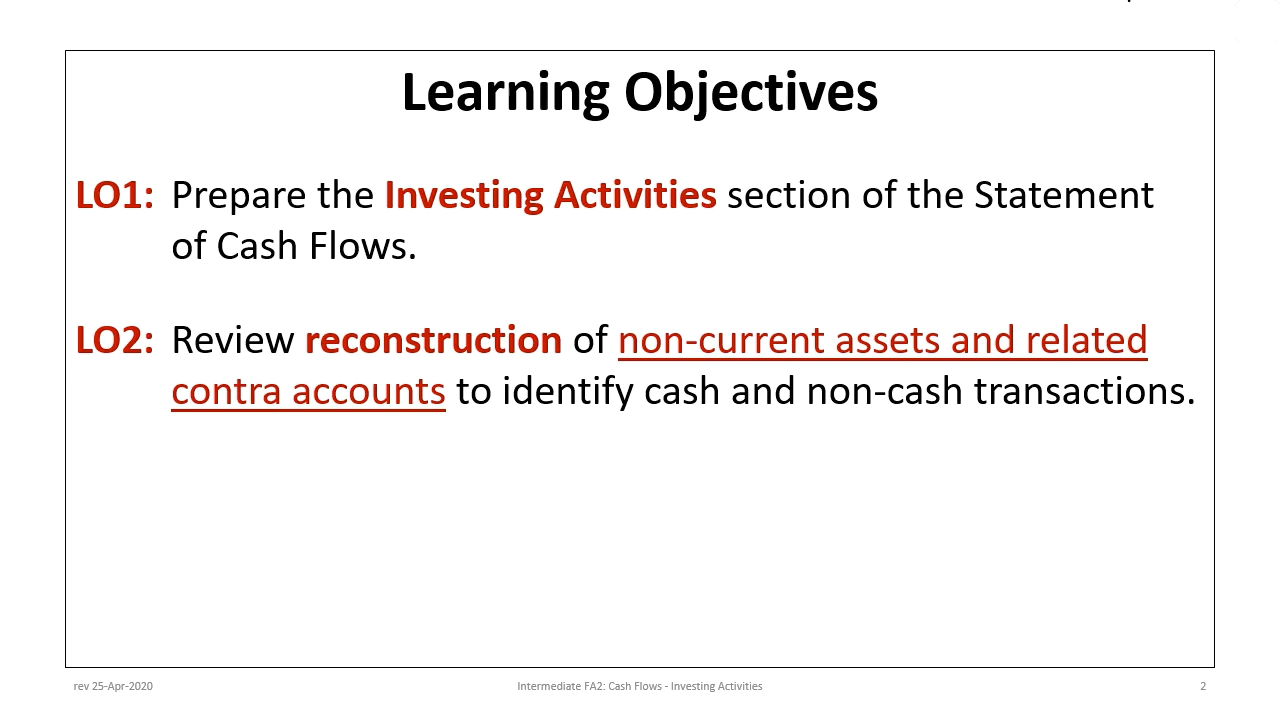 Learning Objectives
LO1: Prepare the Investing Activities section of the Statement
of Cash Flows.
LO2: Review reconstruction of non-current assets and related
contra accounts to identify cash and non-cash transactions.
rev 25-Apr-2020 Intermediate FA2: Cash Flows - Investing Activities 2